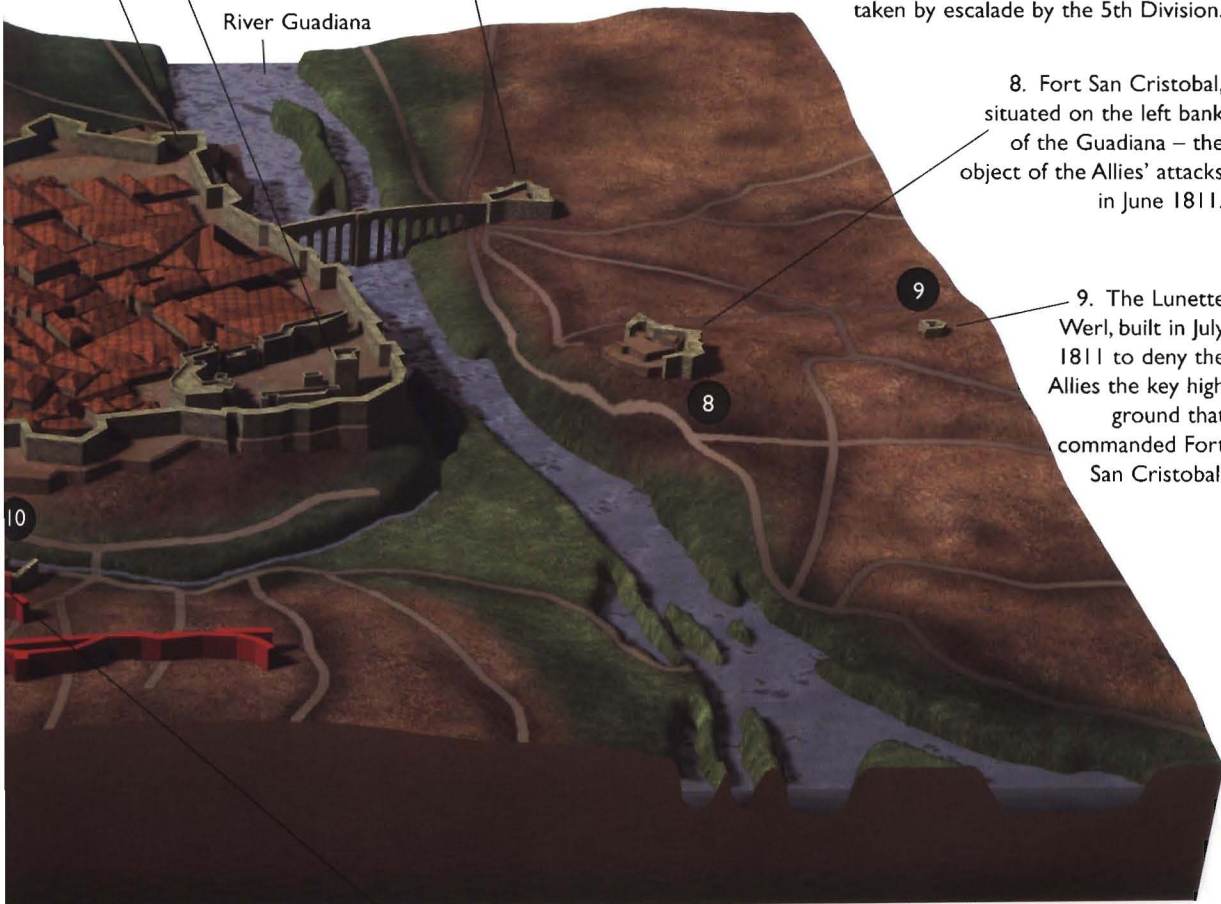 taken by escalade by the 5th Division.
River Guadiana
8. Fort San Cristobal,
situated on the left bank
of the Guadiana – the
object of the Allies' attacks
in June 1811.
9
9. The Lunette
Werl, built in July
1811 to deny the
Allies the key high
ground that
commanded Fort
San Cristobal
8
10